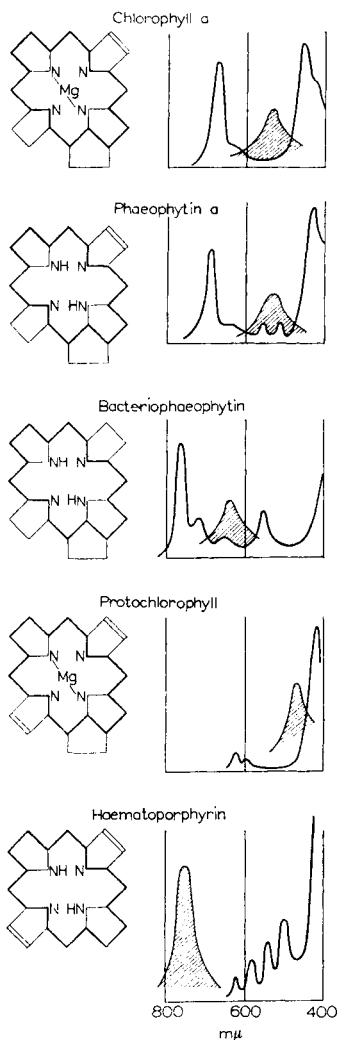 Chlorophyll a
N N
Mg
N N
Phaeophytin a
NH N
N HN
Bacteriophaeophytin
NH N
N HN
Protochlorophyll
N N
Mg
N N
Haematoporphyrin
NH N
N HN
800 600 400
mμ